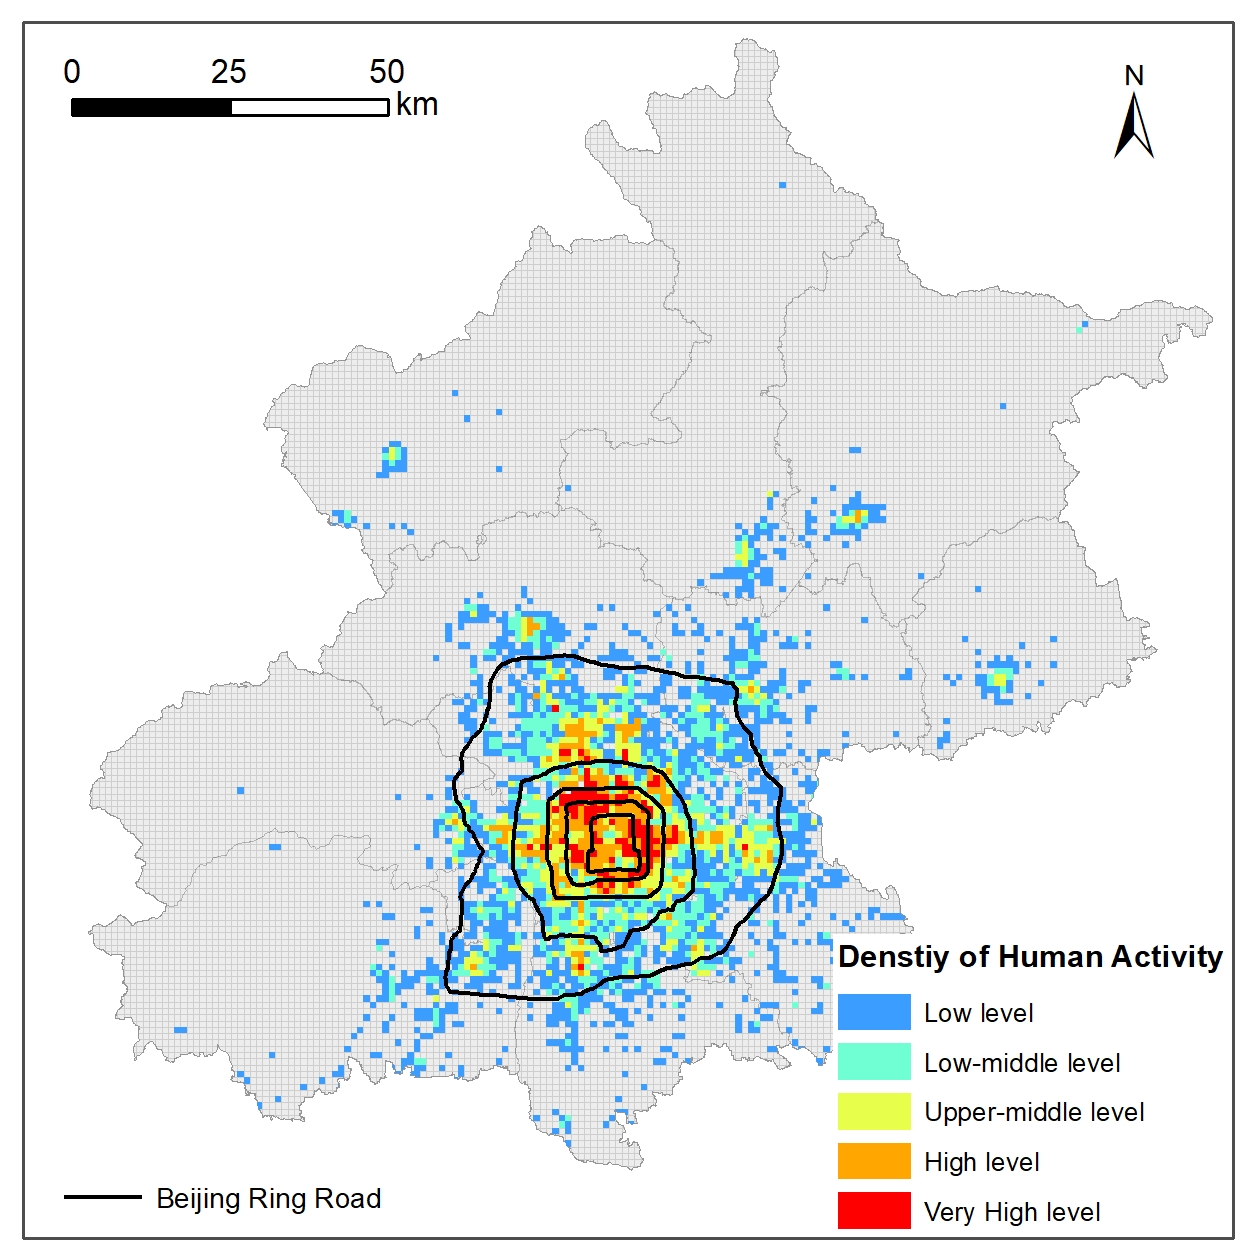 0 25 50
km
N
Denstiy of Human Activity
Low level
Low-middle level
Upper-middle level
High level
Very High level
Beijing Ring Road